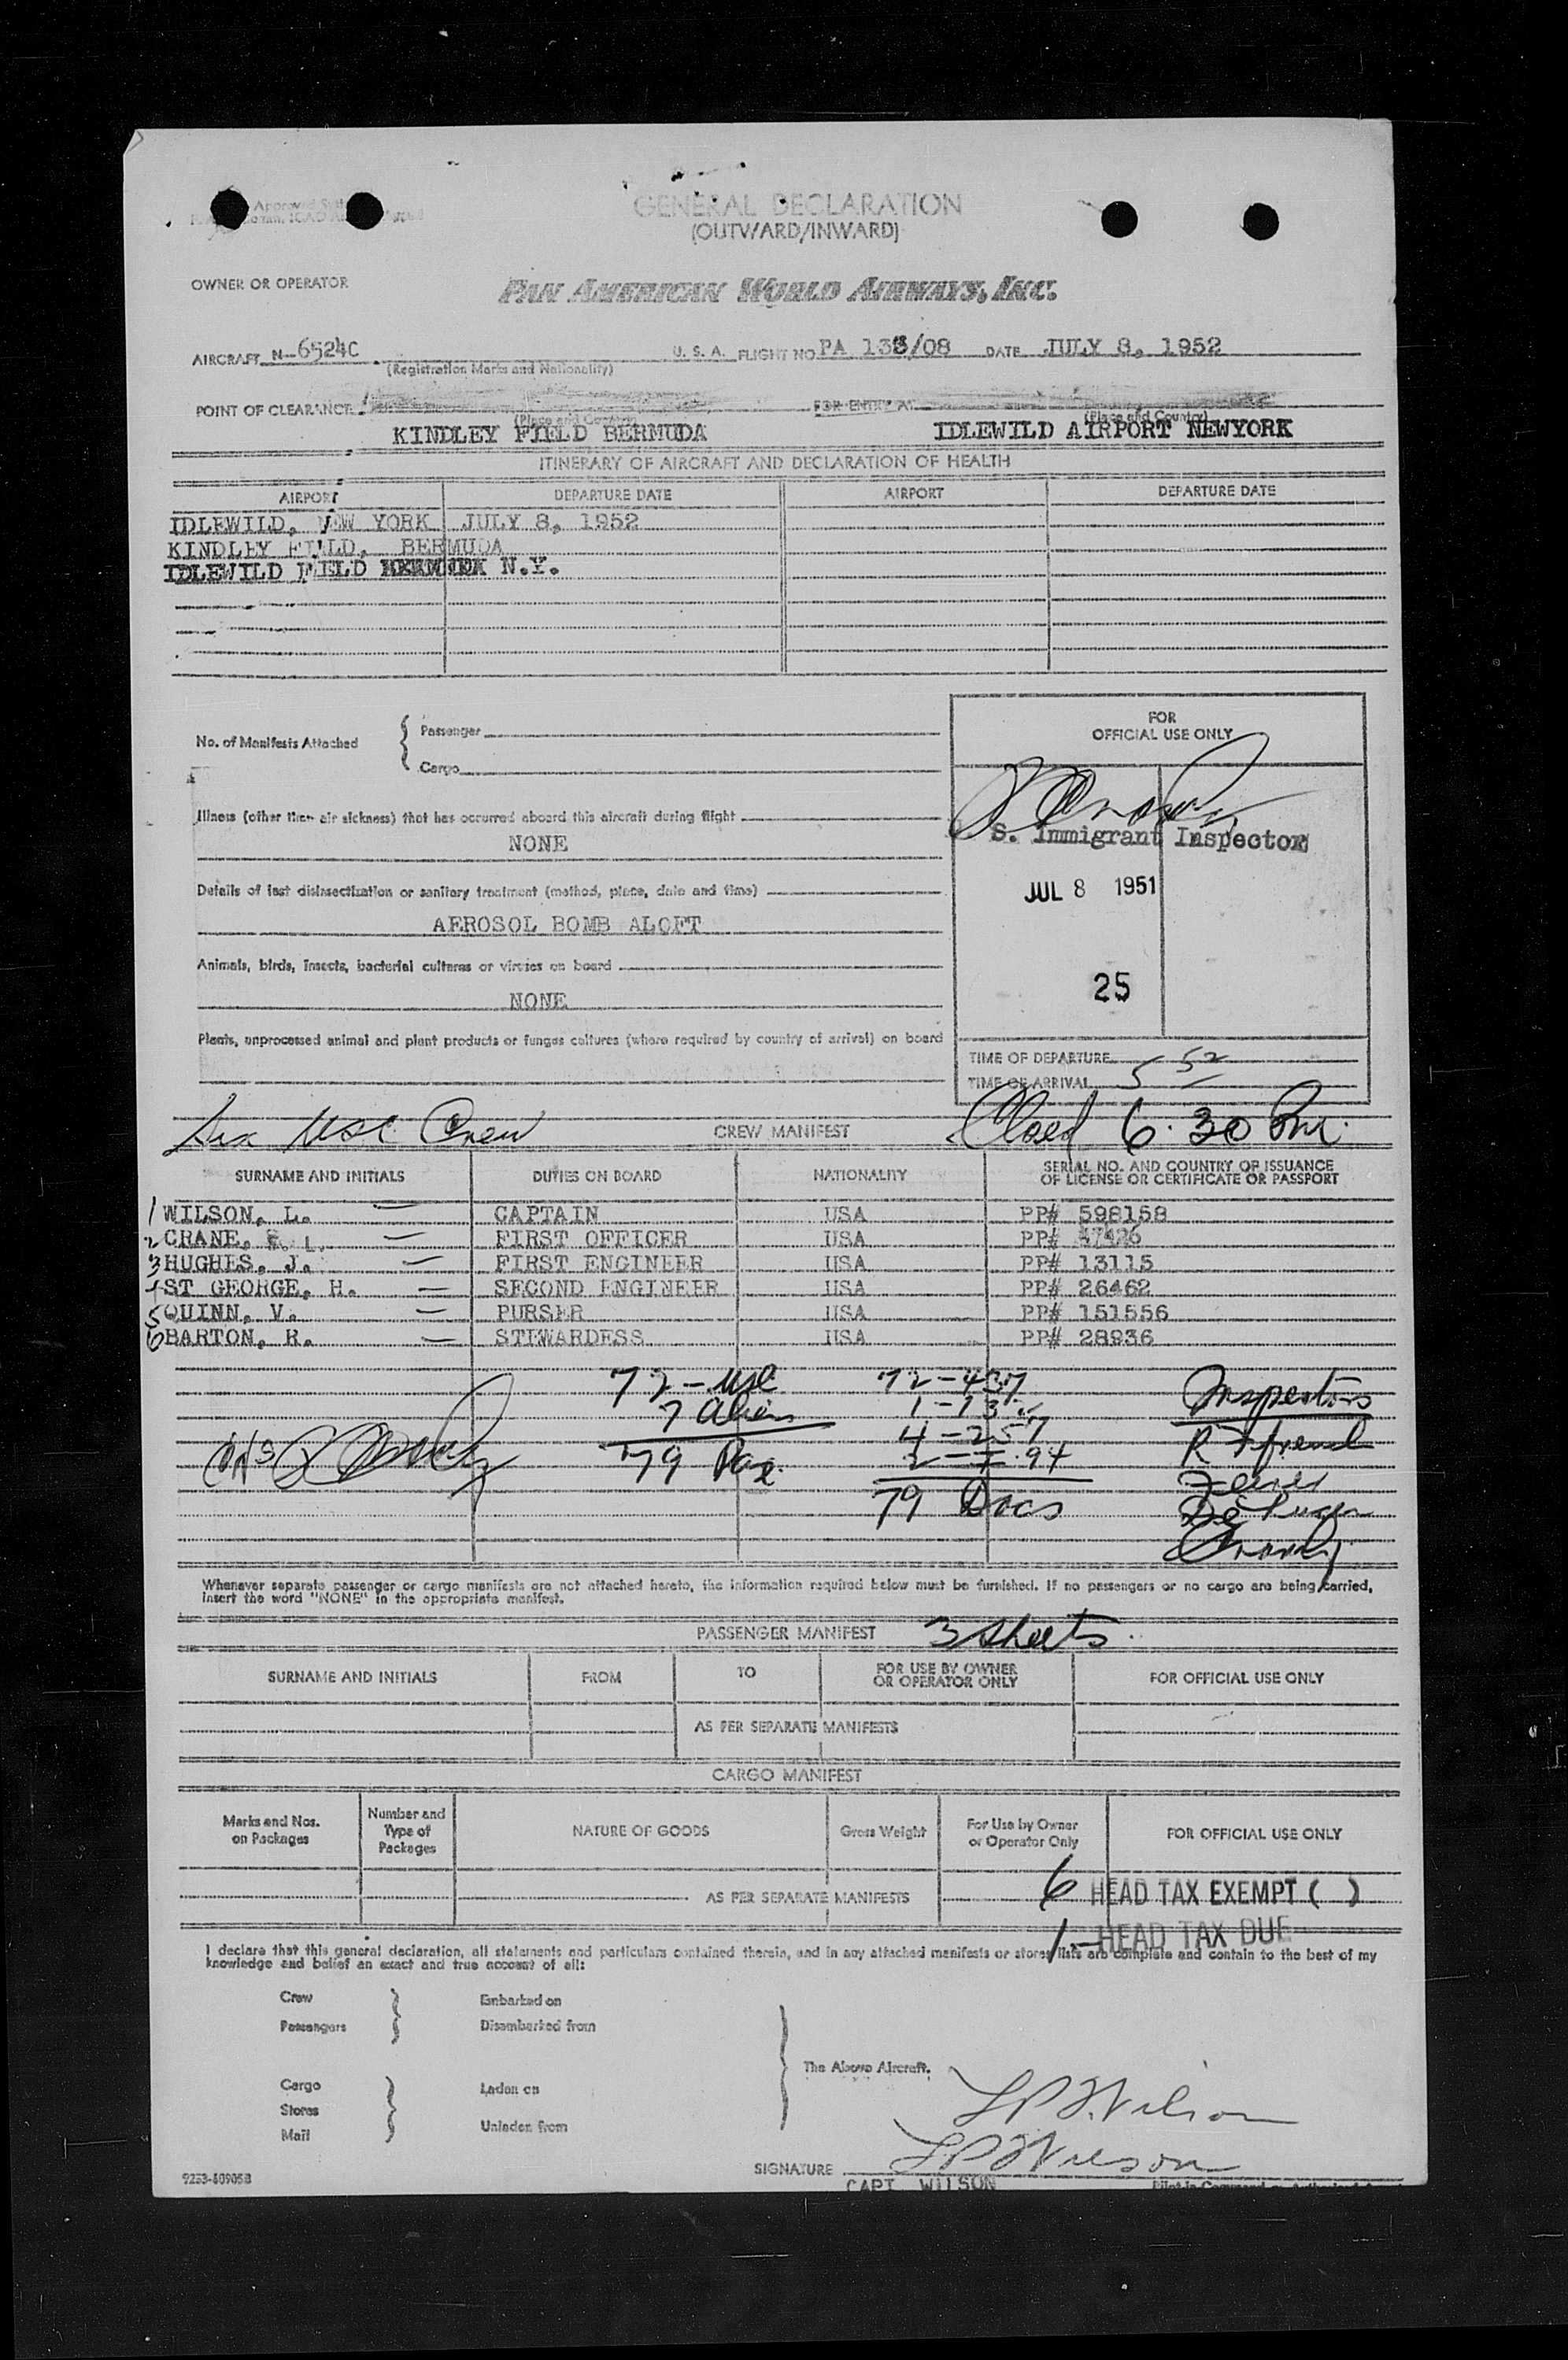 GENERAL DECLARATION
(OUTWARD/INWARD)
OWNER OR OPERATOR
PAN AMERICAN WORLD AIRWAYS, INC.
AIRCRAFT N-6524C U. S. A. FLIGHT NO PA 133/08 DATE JULY 8, 1952
(Registration Marks and Nationality)
POINT OF CLEARANCE FOR ENTRY AT
(Place and Country) (Place and Country)
KINDLEY FIELD BERMUDA IDLEWILD AIRPORT NEWYORK
ITINERARY OF AIRCRAFT AND DECLARATION OF HEALTH
AIRPORT DEPARTURE DATE AIRPORT DEPARTURE DATE
IDLEWILD, NEW YORK JULY 8, 1952
KINDLEY FIELD, BERMUDA
IDLEWILD FIELD N.Y.
No. of Manifests Attached
Passenger
Cargo
FOR
OFFICIAL USE ONLY
Illness (other than air sickness) that has occurred aboard this aircraft during flight
NONE
S. Immigrant Inspector
Details of last disinsectization or sanitary treatment (method, place, date and time)
JUL 8 1951
AEROSOL BOMB ALOFT
Animals, birds, insects, bacterial cultures or viruses on board
NONE
25
Plants, unprocessed animal and plant products or fungus cultures (where required by country of arrival) on board
TIME OF DEPARTURE
TIME OF ARRIVAL 5 52
Six USC Crew CREW MANIFEST Closed 6:30 Pm.
SURNAME AND INITIALS DUTIES ON BOARD NATIONALITY SERIAL NO. AND COUNTRY OF ISSUANCE
OF LICENSE OR CERTIFICATE OR PASSPORT
1 WILSON, L. CAPTAIN USA PP# 598158
2 CRANE, E. L. FIRST OFFICER USA PP#
3 HUGHES, J. FIRST ENGINEER USA PP# 13115
4 ST GEORGE, H. SECOND ENGINEER USA PP# 26462
5 QUINN, V. PURSER USA PP# 151556
6 BARTON, R. STEWARDESS USA PP# 28936
72 - USC 72 - 437 Inspectors
7 Alien
4 - 257
79 Pax. .94
79 Docs
Whenever separate passenger or cargo manifests are not attached hereto, the information required below must be furnished. If no passengers or no cargo are being carried,
insert the word "NONE" in the appropriate manifest.
PASSENGER MANIFEST 3 sheets.
SURNAME AND INITIALS FROM TO FOR USE BY OWNER
OR OPERATOR ONLY FOR OFFICIAL USE ONLY
AS PER SEPARATE MANIFESTS
CARGO MANIFEST
Marks and Nos.
on Packages Number and
Type of
Packages NATURE OF GOODS Gross Weight For Use by Owner
or Operator Only FOR OFFICIAL USE ONLY
AS PER SEPARATE MANIFESTS
6 HEAD TAX EXEMPT ( )
1 - HEAD TAX DUE
I declare that this general declaration, all statements and particulars contained therein, and in any attached manifests or stores lists are complete and contain to the best of my
knowledge and belief an exact and true account of all:
Crew Embarked on
Passengers Disembarked from
The Above Aircraft.
Cargo Laden on
Stores
Mail Unladen from
L P Wilson
SIGNATURE L P Wilson
CAPT WILSON
9253-609058